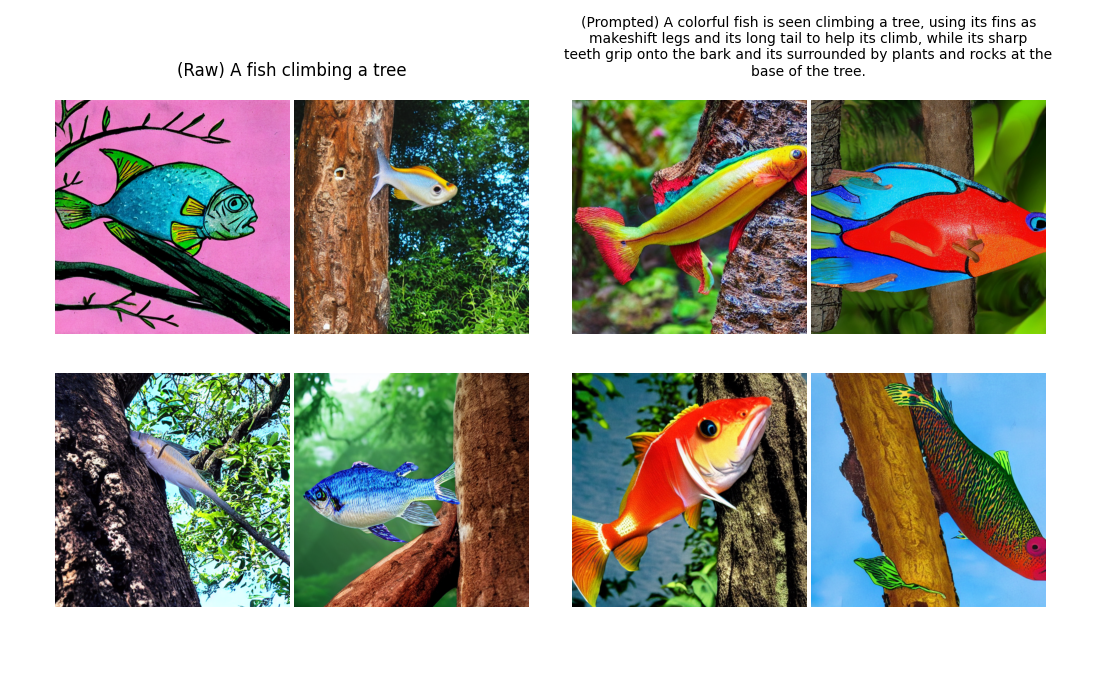 (Raw) A fish climbing a tree
(Prompted) A colorful fish is seen climbing a tree, using its fins as
makeshift legs and its long tail to help its climb, while its sharp
teeth grip onto the bark and its surrounded by plants and rocks at the
base of the tree.